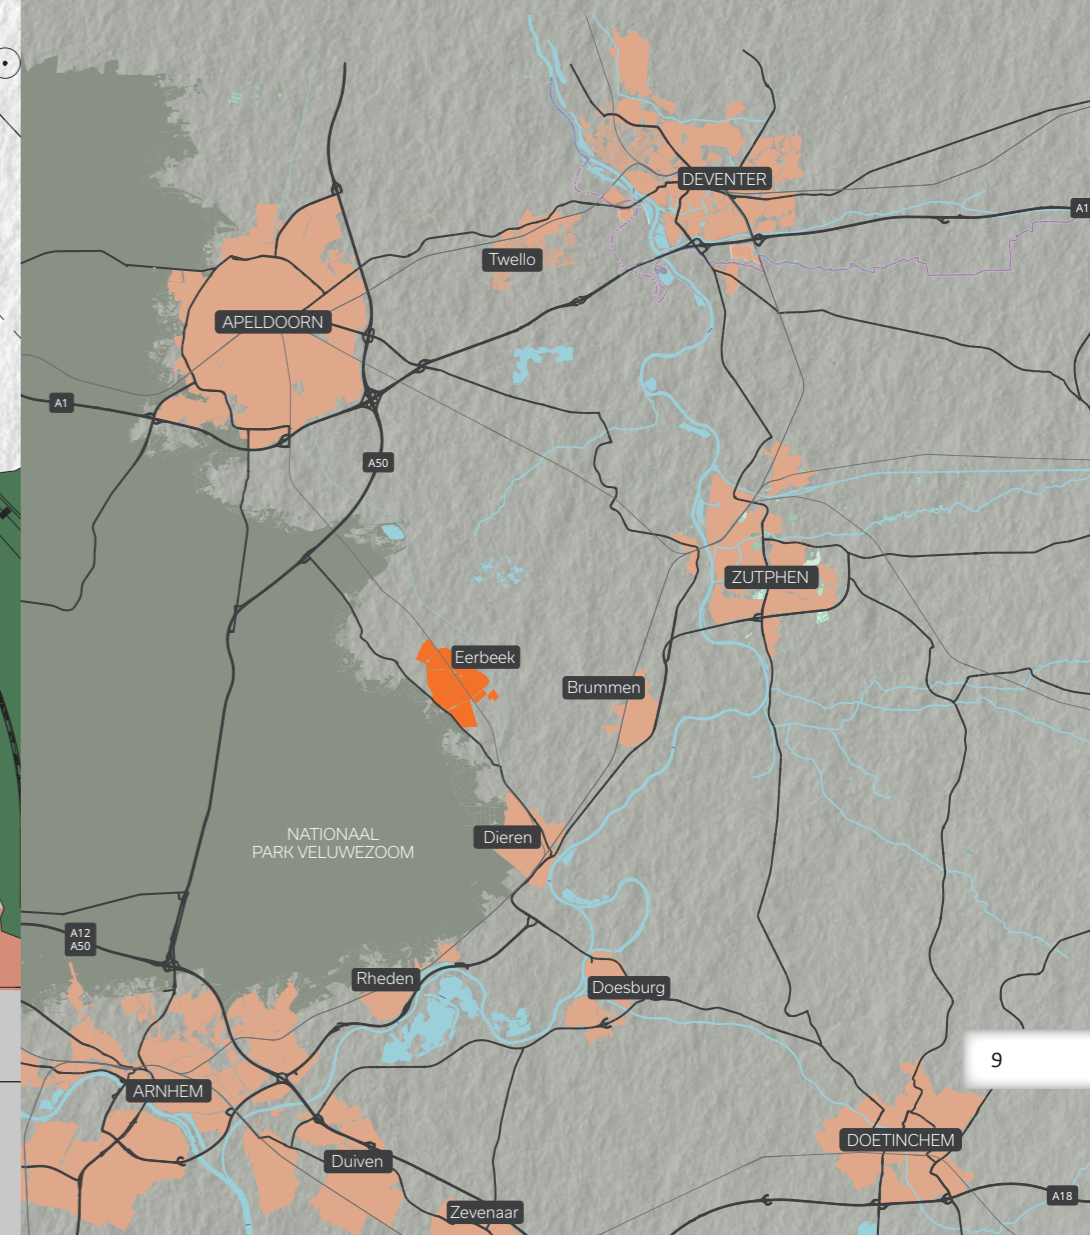 DEVENTER
A1
Twello
APELDOORN
A1
A50
ZUTPHEN
Eerbeek
Brummen
NATIONAAL
PARK VELUWEZOOM
Dieren
A12
A50
Rheden
Doesburg
9
ARNHEM
DOETINCHEM
Duiven
A18
Zevenaar